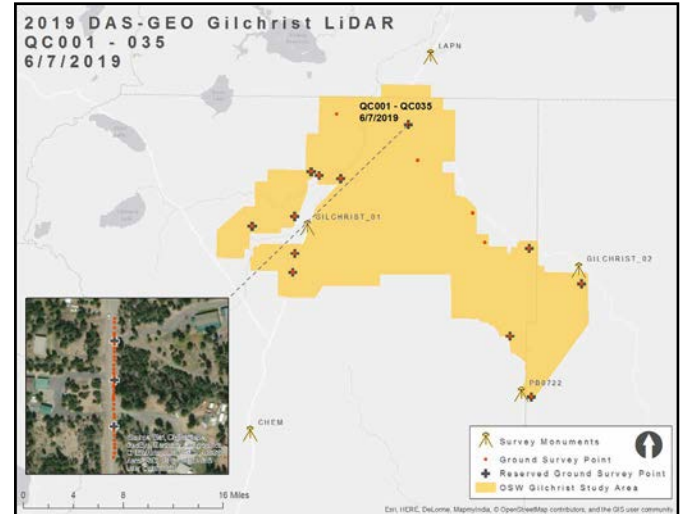 2019 DAS-GEO Gilchrist LiDAR
QC001 - 035
6/7/2019
LAPN
QC001 - QC035
6/7/2019
GILCHRIST_01
GILCHRIST_02
PB0722
CHEM
Survey Monuments
Ground Survey Point
Reserved Ground Survey Point
OSW Gilchrist Study Area
0 4 8 16 Miles
Esri, HERE, DeLorme, MapmyIndia, © OpenStreetMap contributors, and the GIS user community